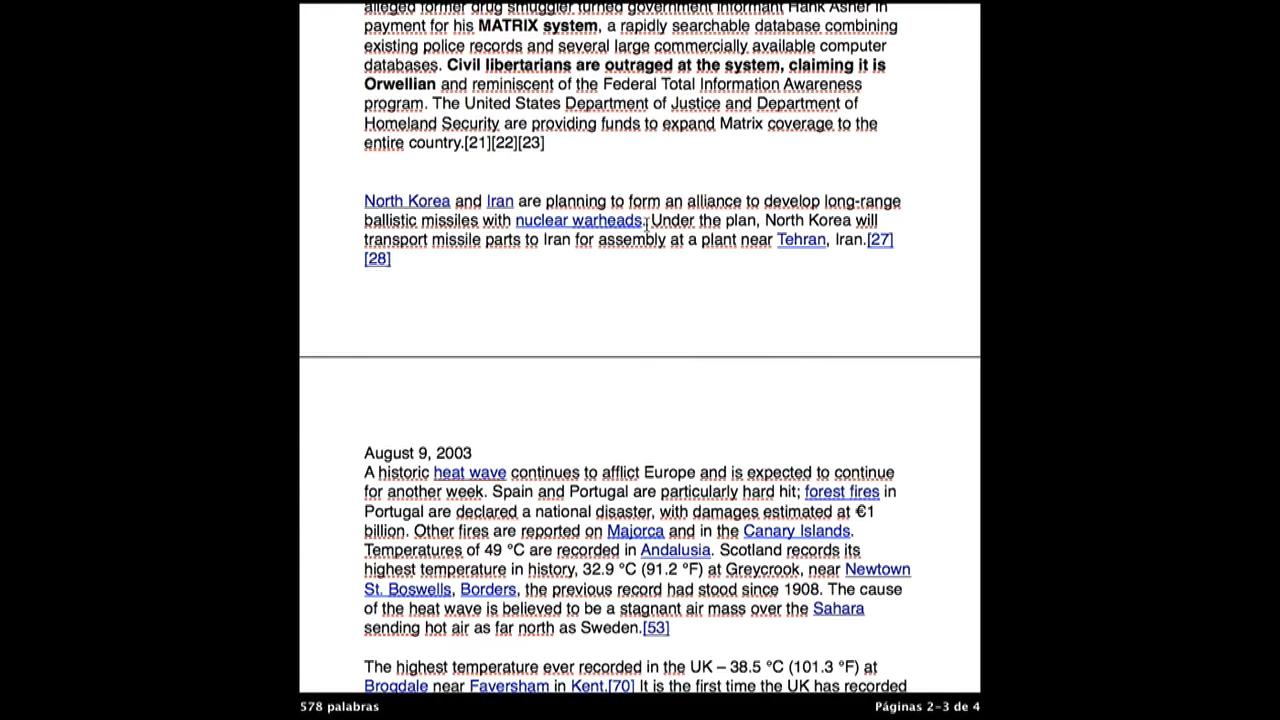 alleged former drug smuggler turned government informant Hank Asher in
payment for his MATRIX system, a rapidly searchable database combining
existing police records and several large commercially available computer
databases. Civil libertarians are outraged at the system, claiming it is
Orwellian and reminiscent of the Federal Total Information Awareness
program. The United States Department of Justice and Department of
Homeland Security are providing funds to expand Matrix coverage to the
entire country.[21][22][23]
North Korea and Iran are planning to form an alliance to develop long-range
ballistic missiles with nuclear warheads. Under the plan, North Korea will
transport missile parts to Iran for assembly at a plant near Tehran, Iran.[27]
[28]
August 9, 2003
A historic heat wave continues to afflict Europe and is expected to continue
for another week. Spain and Portugal are particularly hard hit; forest fires in
Portugal are declared a national disaster, with damages estimated at €1
billion. Other fires are reported on Majorca and in the Canary Islands.
Temperatures of 49 °C are recorded in Andalusia. Scotland records its
highest temperature in history, 32.9 °C (91.2 °F) at Greycrook, near Newtown
St. Boswells, Borders, the previous record had stood since 1908. The cause
of the heat wave is believed to be a stagnant air mass over the Sahara
sending hot air as far north as Sweden.[53]
The highest temperature ever recorded in the UK – 38.5 °C (101.3 °F) at
Brogdale near Faversham in Kent.[70] It is the first time the UK has recorded
578 palabras
Páginas 2–3 de 4